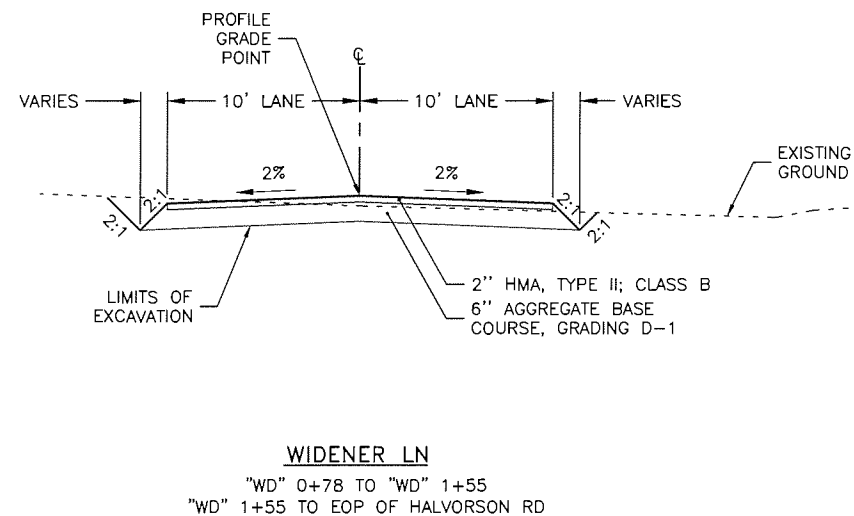 PROFILE
GRADE
POINT
℄
VARIES
10' LANE
10' LANE
VARIES
2%
2%
EXISTING
GROUND
2:1
2:1
2:1
2:1
LIMITS OF
EXCAVATION
2'' HMA, TYPE II; CLASS B
6'' AGGREGATE BASE
COURSE, GRADING D-1
WIDENER LN
"WD" 0+78 TO "WD" 1+55
"WD" 1+55 TO EOP OF HALVORSON RD